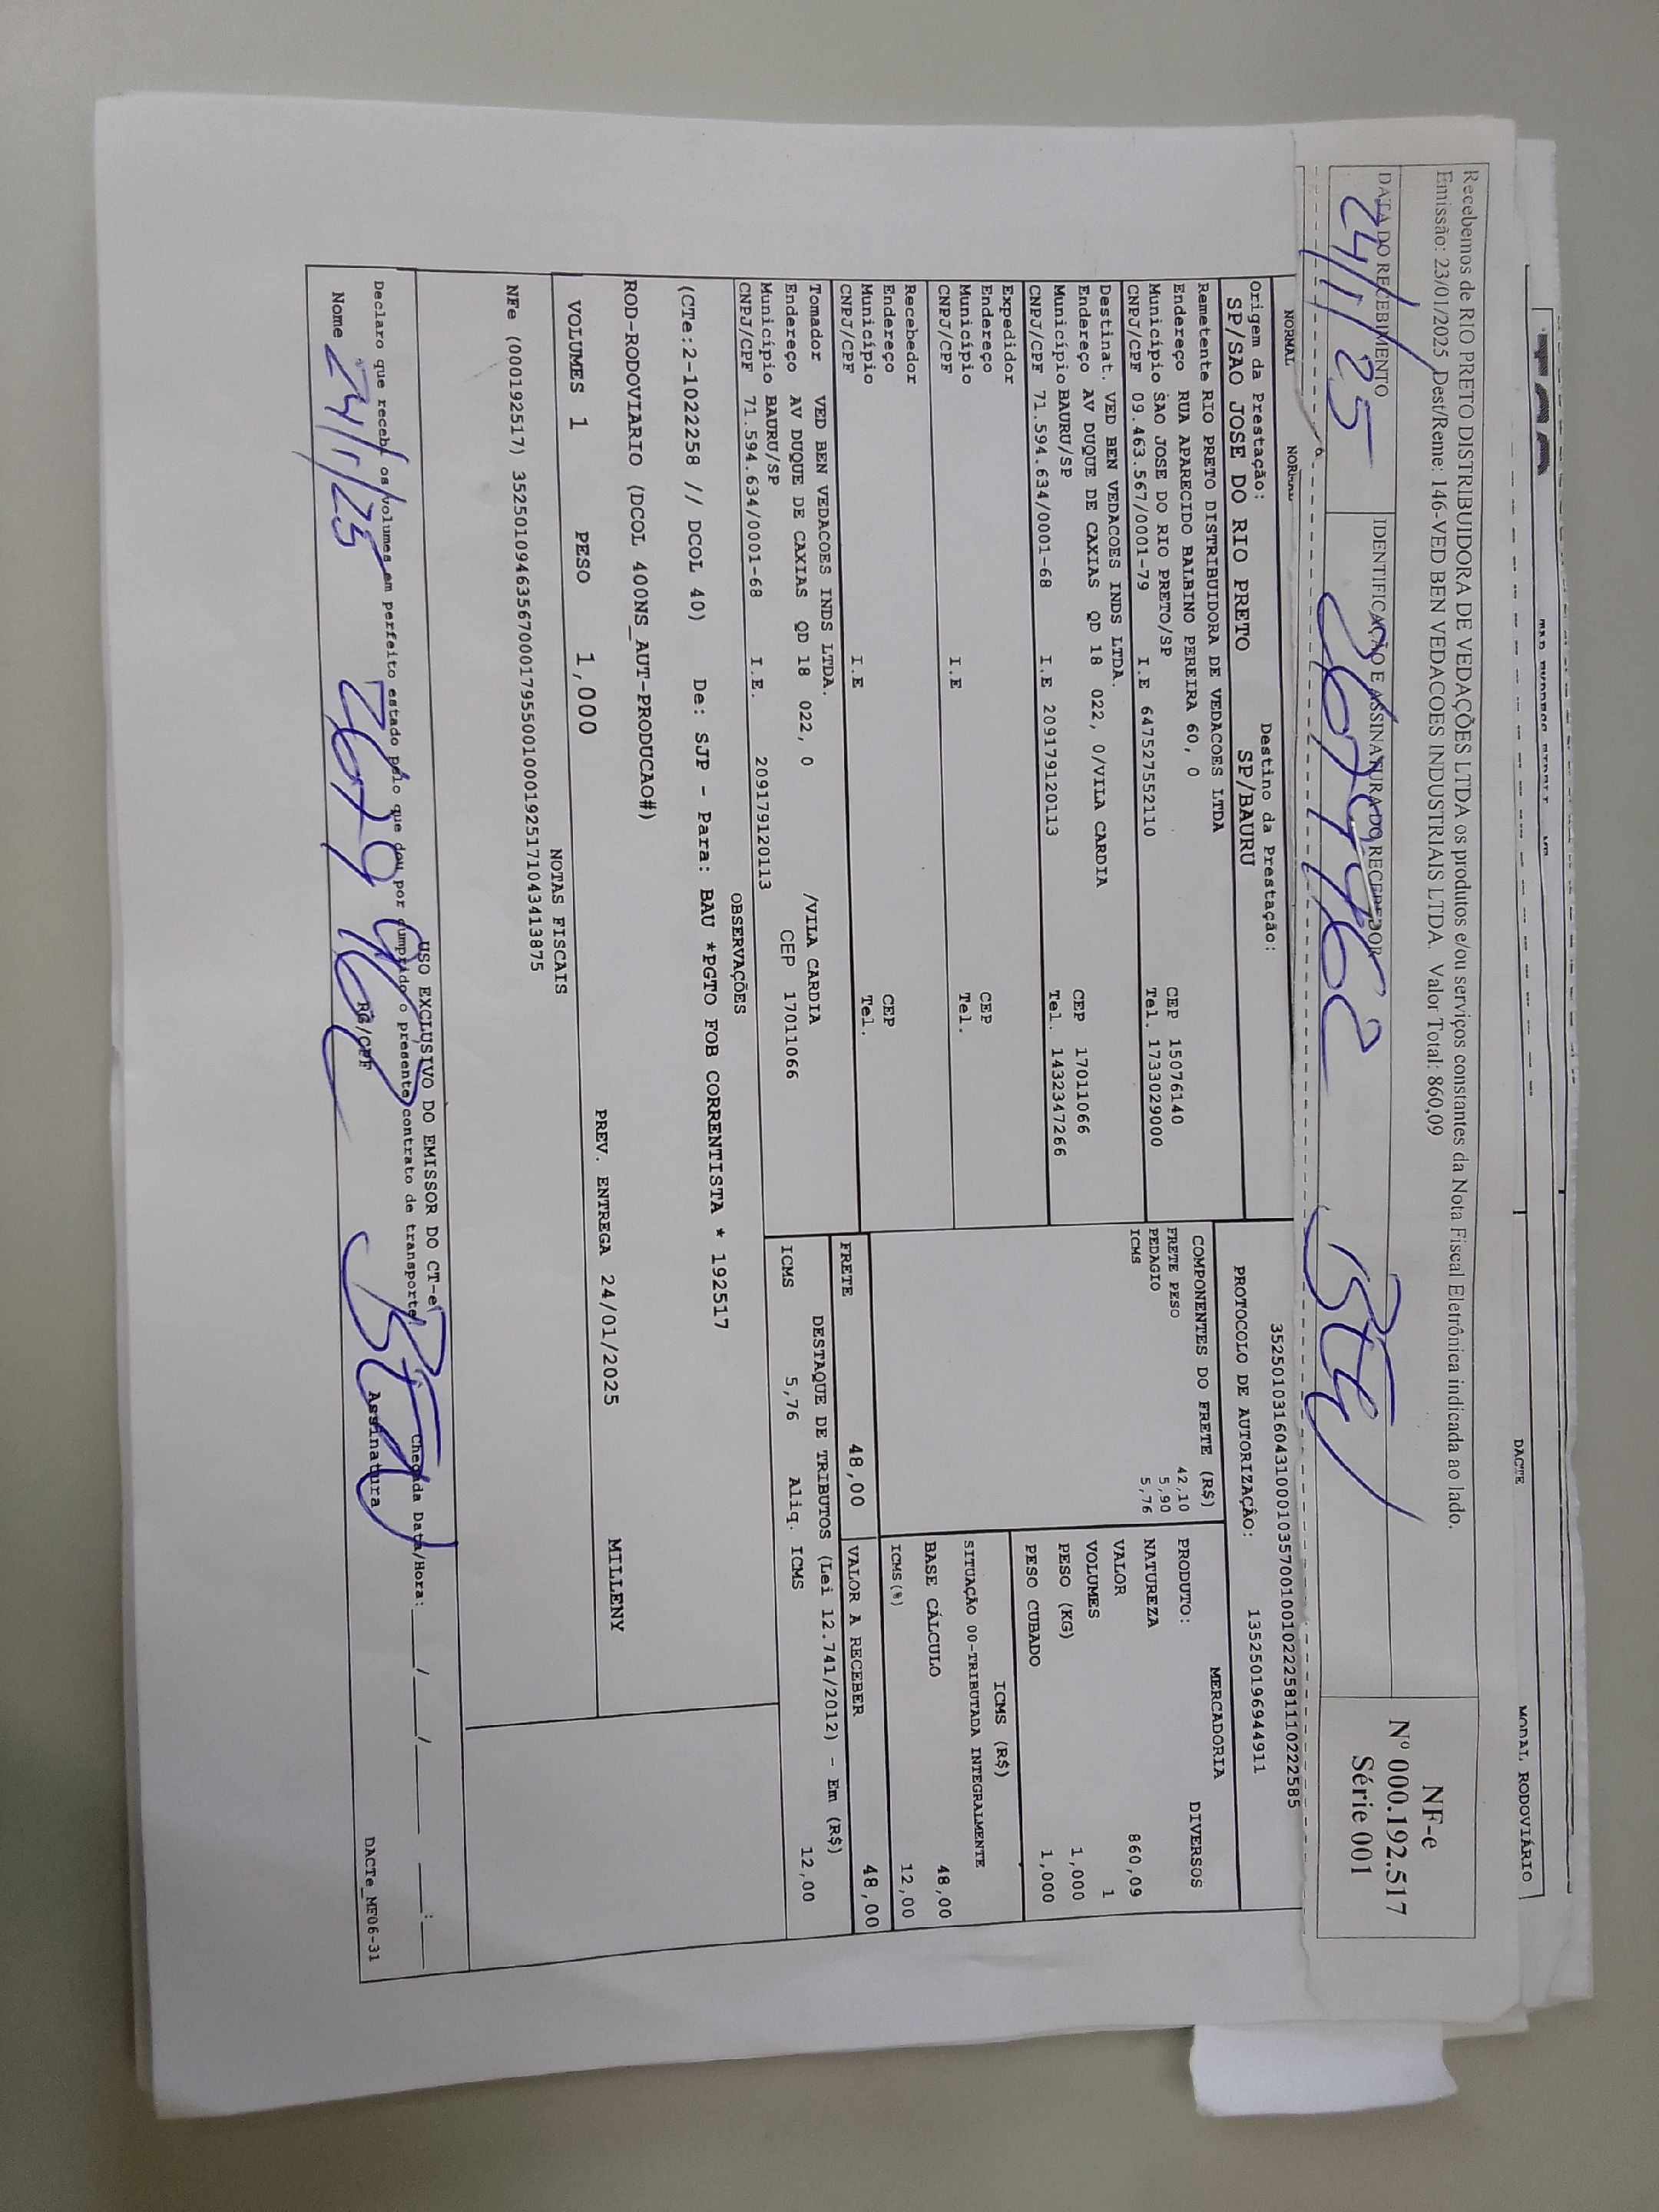 DACTE
MODAL RODOVIÁRIO
Recebemos de RIO PRETO DISTRIBUIDORA DE VEDAÇÕES LTDA os produtos e/ou serviços constantes da Nota Fiscal Eletrônica indicada ao lado.
Emissão: 23/01/2025 Dest/Reme: 146-VED BEN VEDACOES INDUSTRIAIS LTDA Valor Total: 860,09
DATA DO RECEBIMENTO
IDENTIFICAÇÃO E ASSINATURA DO RECEBEDOR
24/1/25
NF-e
Nº 000.192.517
Série 001
NORMAL NORMAL
35250103160431000103570010010222581110222585
Origem da Prestação: Destino da Prestação:
SP/SAO JOSE DO RIO PRETO SP/BAURU
PROTOCOLO DE AUTORIZAÇÃO: 135250196944911
Remetente RIO PRETO DISTRIBUIDORA DE VEDACOES LTDA
Endereço RUA APARECIDO BALBINO PEREIRA 60, 0 CEP 15076140
Município SAO JOSE DO RIO PRETO/SP Tel. 1733029000
CNPJ/CPF 09.463.567/0001-79 I.E 647527552110
Destinat. VED BEN VEDACOES INDS LTDA.
Endereço AV DUQUE DE CAXIAS QD 18 022, 0/VILA CARDIA CEP 17011066
Município BAURU/SP Tel. 1432347266
CNPJ/CPF 71.594.634/0001-68 I.E 209179120113
Expedidor
Endereço CEP
Município Tel.
CNPJ/CPF I.E
Recebedor
Endereço CEP
Município Tel.
CNPJ/CPF I.E
Tomador VED BEN VEDACOES INDS LTDA.
Endereço AV DUQUE DE CAXIAS QD 18 022, 0 /VILA CARDIA
Município BAURU/SP CEP 17011066
CNPJ/CPF 71.594.634/0001-68 I.E. 209179120113
COMPONENTES DO FRETE (R$)
FRETE PESO 42,10
PEDAGIO 5,90
ICMS 5,76
MERCADORIA
PRODUTO: DIVERSOS
NATUREZA
VALOR 860,09
VOLUMES 1
PESO (KG) 1,000
PESO CUBADO 1,000
ICMS (R$)
SITUAÇÃO 00-TRIBUTADA INTEGRALMENTE
BASE CÁLCULO 48,00
ICMS(%) 12,00
FRETE 48,00
VALOR A RECEBER 48,00
DESTAQUE DE TRIBUTOS (Lei 12.741/2012) - Em (R$)
ICMS 5,76 Aliq. ICMS 12,00
OBSERVAÇÕES
(CTe:2-1022258 // DCOL 40) De: SJP - Para: BAU *PGTO FOB CORRENTISTA * 192517
ROD-RODOVIARIO (DCOL 400NS_AUT-PRODUCAO#)
VOLUMES 1 PESO 1,000 PREV. ENTREGA 24/01/2025 MILLENY
NOTAS FISCAIS
NFe (000192517) 35250109463567000179550010001925171043413875
USO EXCLUSIVO DO EMISSOR DO CT-e
Declaro que recebi os volumes em perfeito estado pelo que dou por cumprido o presente contrato de transporte
Chegada Data/Hora: ___/___/___ ___:___
Nome RG/CPF Assinatura
24/1/25
DACTe_MF06-31